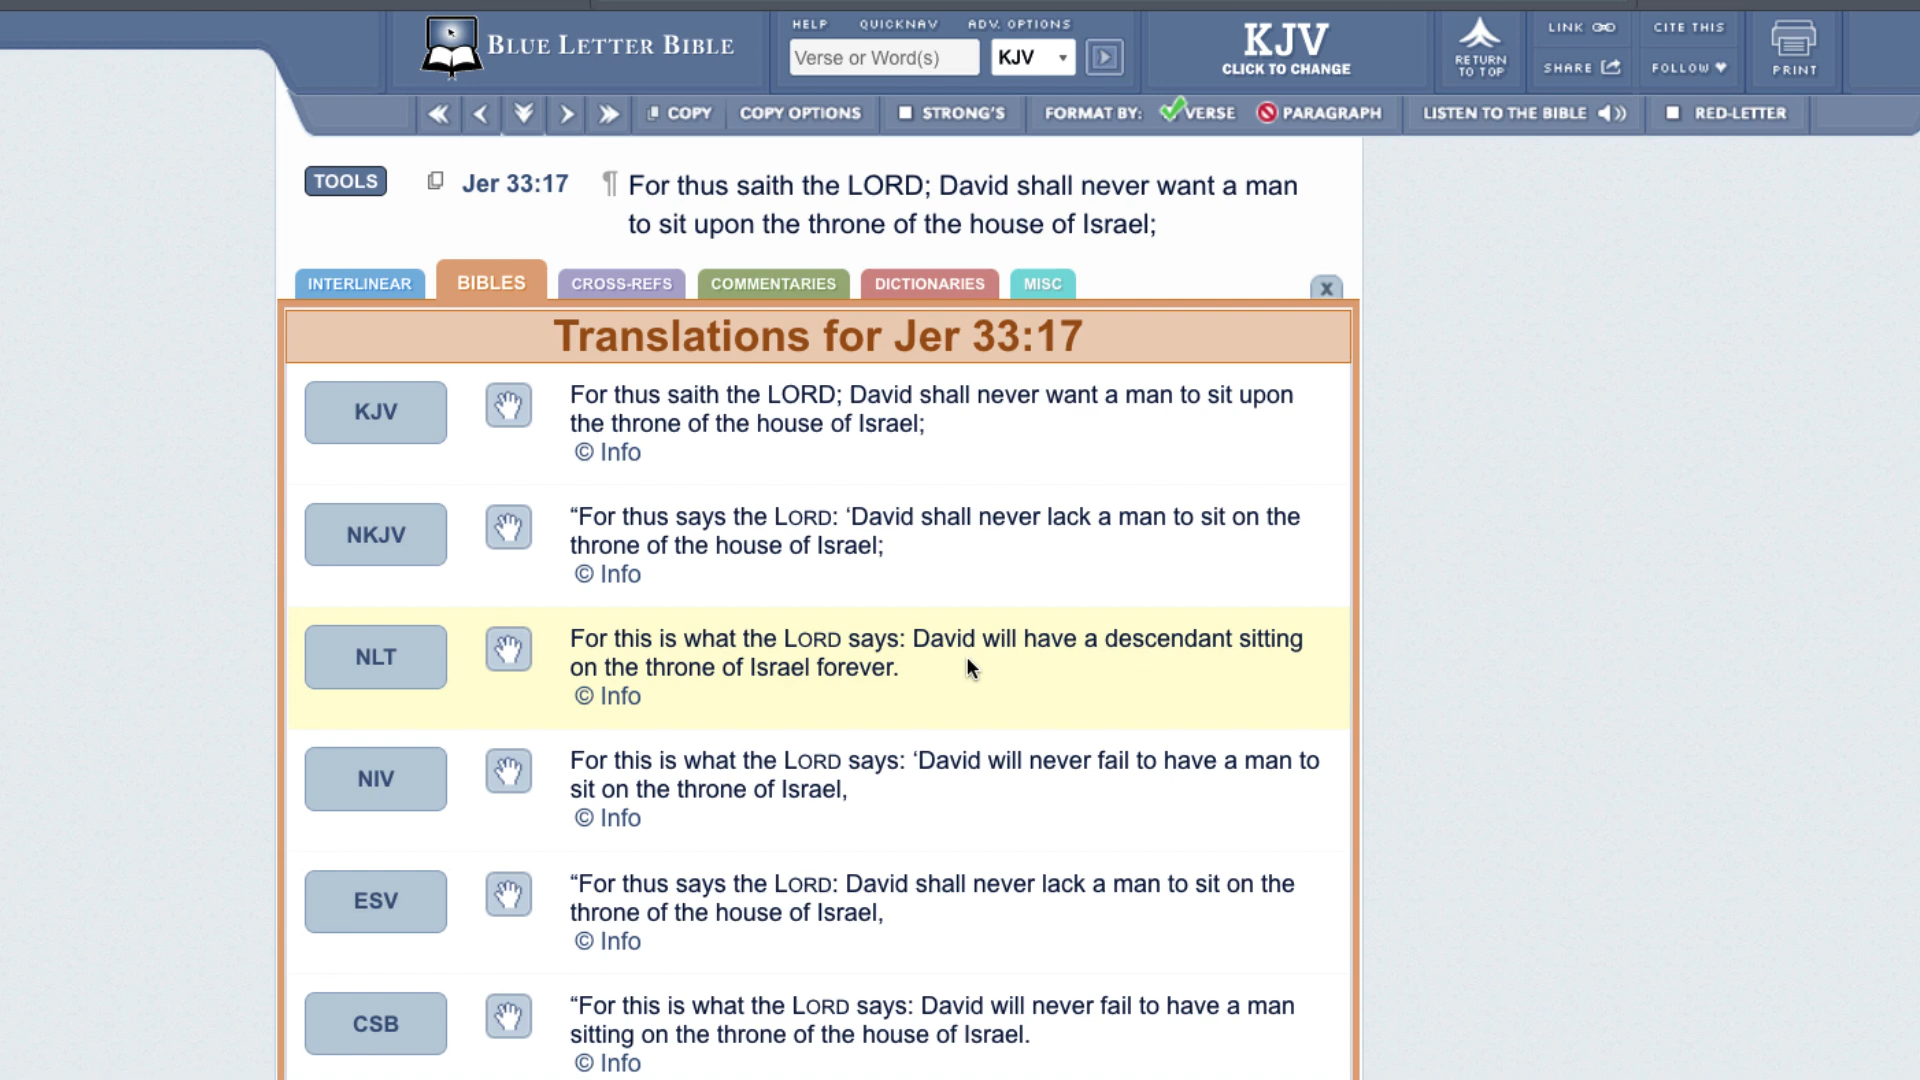 BLUE LETTER BIBLE
HELP QUICKNAV ADV. OPTIONS
Verse or Word(s) KJV
KJV
CLICK TO CHANGE
RETURN
TO TOP
LINK
SHARE
CITE THIS
FOLLOW
PRINT
COPY COPY OPTIONS STRONG'S FORMAT BY: VERSE PARAGRAPH LISTEN TO THE BIBLE RED-LETTER
TOOLS Jer 33:17 ¶ For thus saith the LORD; David shall never want a man
to sit upon the throne of the house of Israel;
INTERLINEAR BIBLES CROSS-REFS COMMENTARIES DICTIONARIES MISC X
Translations for Jer 33:17
KJV For thus saith the LORD; David shall never want a man to sit upon
the throne of the house of Israel;
© Info
NKJV “For thus says the LORD: ‘David shall never lack a man to sit on the
throne of the house of Israel;
© Info
NLT For this is what the LORD says: David will have a descendant sitting
on the throne of Israel forever.
© Info
NIV For this is what the LORD says: ‘David will never fail to have a man to
sit on the throne of Israel,
© Info
ESV “For thus says the LORD: David shall never lack a man to sit on the
throne of the house of Israel,
© Info
CSB “For this is what the LORD says: David will never fail to have a man
sitting on the throne of the house of Israel.
© Info